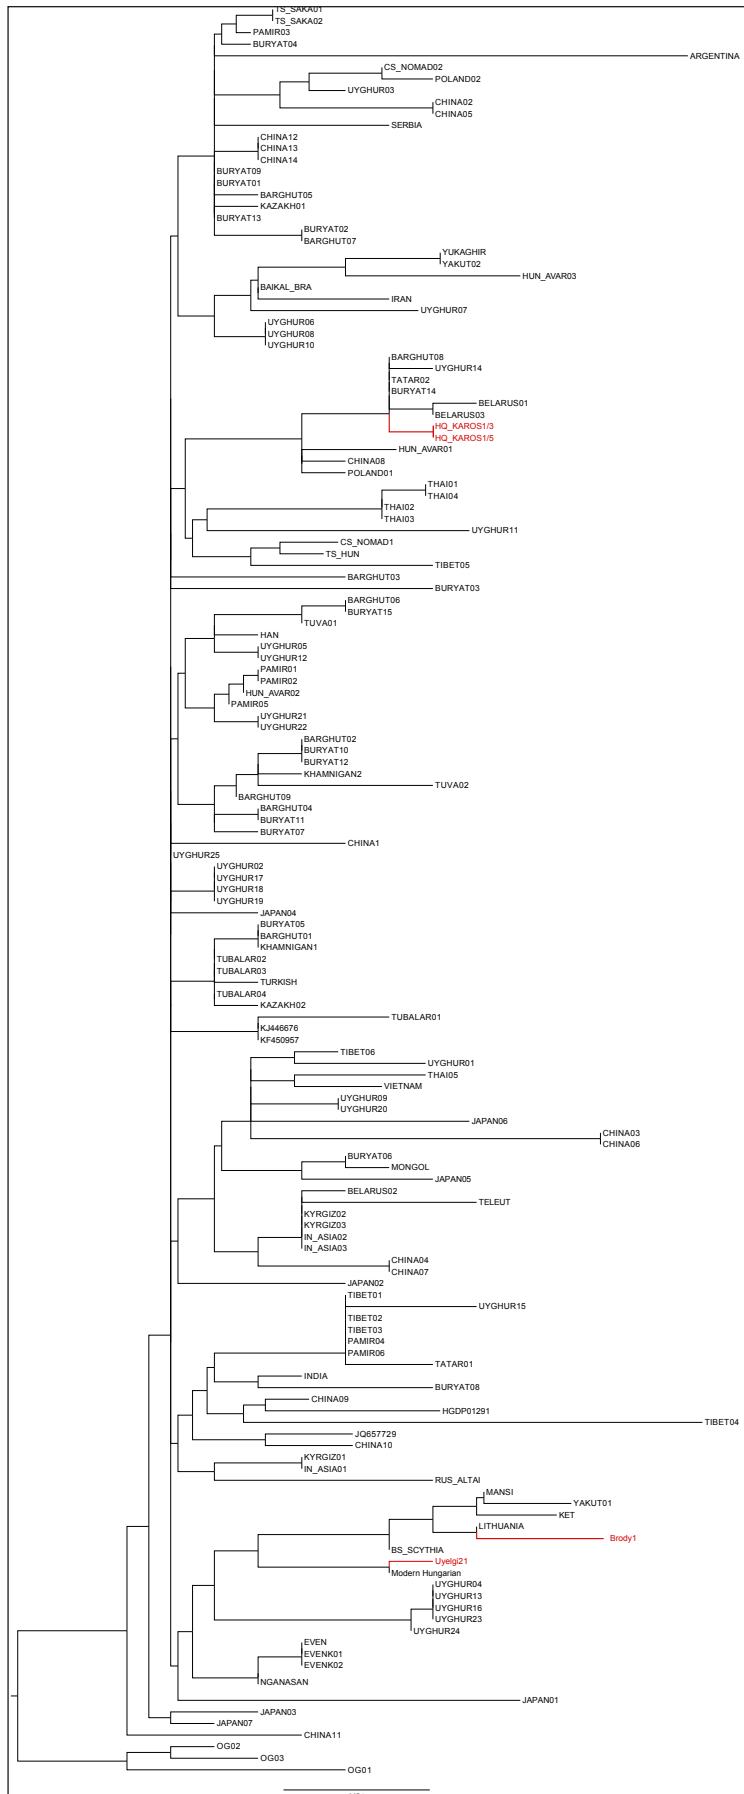 TS_SAKA01
TS_SAKA02
PAMIR03
BURYAT04
ARGENTINA
CS_NOMAD02
POLAND02
UYGHUR03
CHINA02
CHINA05
SERBIA
CHINA12
CHINA13
CHINA14
BURYAT09
BURYAT01
BARGHUT05
KAZAKH01
BURYAT13
BURYAT02
BARGHUT07
YUKAGHIR
YAKUT02
HUN_AVAR03
BAIKAL_BRA
IRAN
UYGHUR07
UYGHUR06
UYGHUR08
UYGHUR10
BARGHUT08
UYGHUR14
TATAR02
BURYAT14
BELARUS01
BELARUS03
HQ_KAROS1/3
HQ_KAROS1/5
HUN_AVAR01
CHINA08
POLAND01
THAI01
THAI04
THAI02
THAI03
UYGHUR11
CS_NOMAD1
TS_HUN
TIBET05
BARGHUT03
BURYAT03
BARGHUT06
BURYAT15
TUVA01
HAN
UYGHUR05
UYGHUR12
PAMIR01
PAMIR02
HUN_AVAR02
PAMIR05
UYGHUR21
UYGHUR22
BARGHUT02
BURYAT10
BURYAT12
KHAMNIGAN2
TUVA02
BARGHUT09
BARGHUT04
BURYAT11
BURYAT07
CHINA1
UYGHUR25
UYGHUR02
UYGHUR17
UYGHUR18
UYGHUR19
JAPAN04
BURYAT05
BARGHUT01
KHAMNIGAN1
TUBALAR02
TUBALAR03
TURKISH
TUBALAR04
KAZAKH02
TUBALAR01
KJ446676
KF450957
TIBET06
UYGHUR01
THAI05
VIETNAM
UYGHUR09
UYGHUR20
JAPAN06
CHINA03
CHINA06
BURYAT06
MONGOL
JAPAN05
BELARUS02
TELEUT
KYRGIZ02
KYRGIZ03
IN_ASIA02
IN_ASIA03
CHINA04
CHINA07
JAPAN02
TIBET01
UYGHUR15
TIBET02
TIBET03
PAMIR04
PAMIR06
TATAR01
INDIA
BURYAT08
CHINA09
HGDP01291
TIBET04
JQ657729
CHINA10
KYRGIZ01
IN_ASIA01
RUS_ALTAI
MANSI
YAKUT01
KET
LITHUANIA
Brody1
BS_SCYTHIA
Uyelgi21
Modern Hungarian
UYGHUR04
UYGHUR13
UYGHUR16
UYGHUR23
UYGHUR24
EVEN
EVENK01
EVENK02
NGANASAN
JAPAN01
JAPAN03
JAPAN07
CHINA11
OG02
OG03
OG01